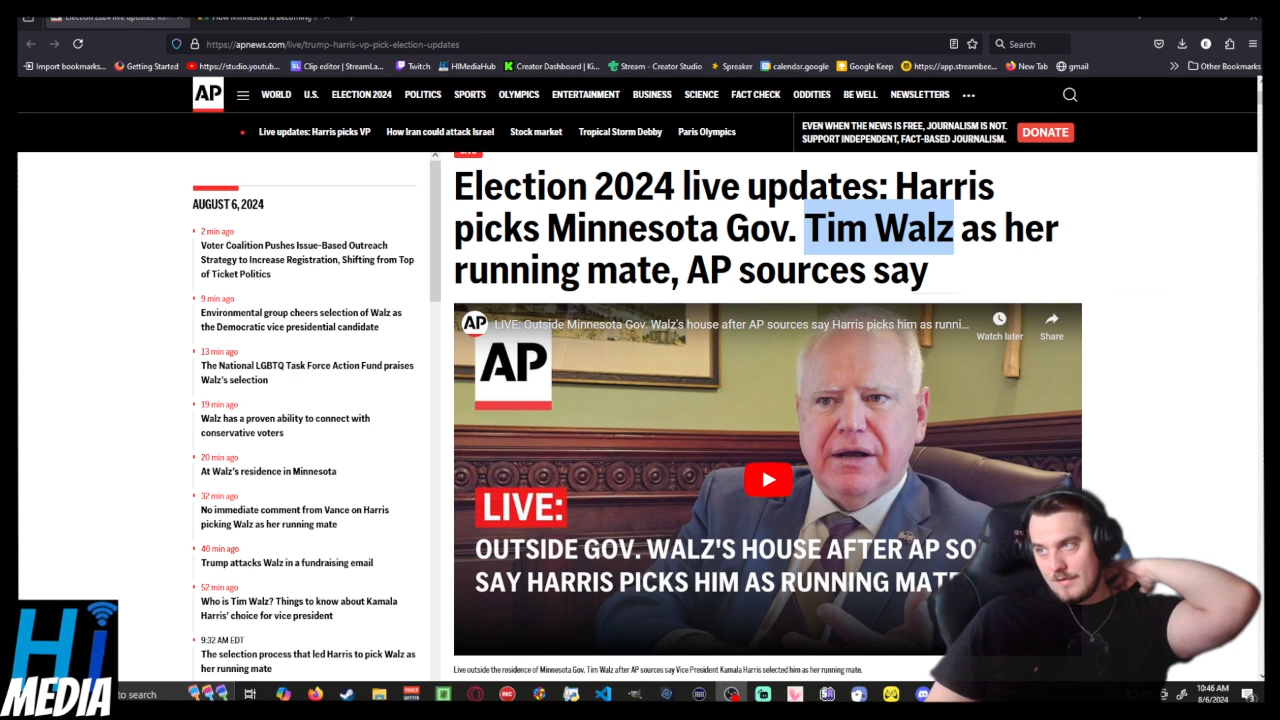 Election 2024 live updates: Har
How Minnesota is becoming a
https://apnews.com/live/trump-harris-vp-pick-election-updates
Search
Import bookmarks...
Getting Started
https://studio.youtub...
Clip editor | StreamLa...
Twitch
HIMediaHub
Creator Dashboard | Ki...
Stream - Creator Studio
Spreaker
calendar.google
Google Keep
https://app.streambee...
New Tab
gmail
Other Bookmarks
AP
WORLD U.S. ELECTION 2024 POLITICS SPORTS OLYMPICS ENTERTAINMENT BUSINESS SCIENCE FACT CHECK ODDITIES BE WELL NEWSLETTERS ...
Live updates: Harris picks VP How Iran could attack Israel Stock market Tropical Storm Debby Paris Olympics
EVEN WHEN THE NEWS IS FREE, JOURNALISM IS NOT.
SUPPORT INDEPENDENT, FACT-BASED JOURNALISM.
DONATE
AUGUST 6, 2024
2 min ago
Voter Coalition Pushes Issue-Based Outreach
Strategy to Increase Registration, Shifting from Top
of Ticket Politics
9 min ago
Environmental group cheers selection of Walz as
the Democratic vice presidential candidate
13 min ago
The National LGBTQ Task Force Action Fund praises
Walz's selection
19 min ago
Walz has a proven ability to connect with
conservative voters
20 min ago
At Walz's residence in Minnesota
32 min ago
No immediate comment from Vance on Harris
picking Walz as her running mate
40 min ago
Trump attacks Walz in a fundraising email
52 min ago
Who is Tim Walz? Things to know about Kamala
Harris' choice for vice president
9:32 AM EDT
The selection process that led Harris to pick Walz as
her running mate
LIVE
Election 2024 live updates: Harris
picks Minnesota Gov. Tim Walz as her
running mate, AP sources say
AP
LIVE: Outside Minnesota Gov. Walz's house after AP sources say Harris picks him as runni...
Watch later
Share
AP
LIVE:
OUTSIDE GOV. WALZ'S HOUSE AFTER AP SO
SAY HARRIS PICKS HIM AS RUNNING MATE
Live outside the residence of Minnesota Gov. Tim Walz after AP sources say Vice President Kamala Harris selected him as her running mate.
Hi
MEDIA
to search
REC
10:46 AM
8/6/2024